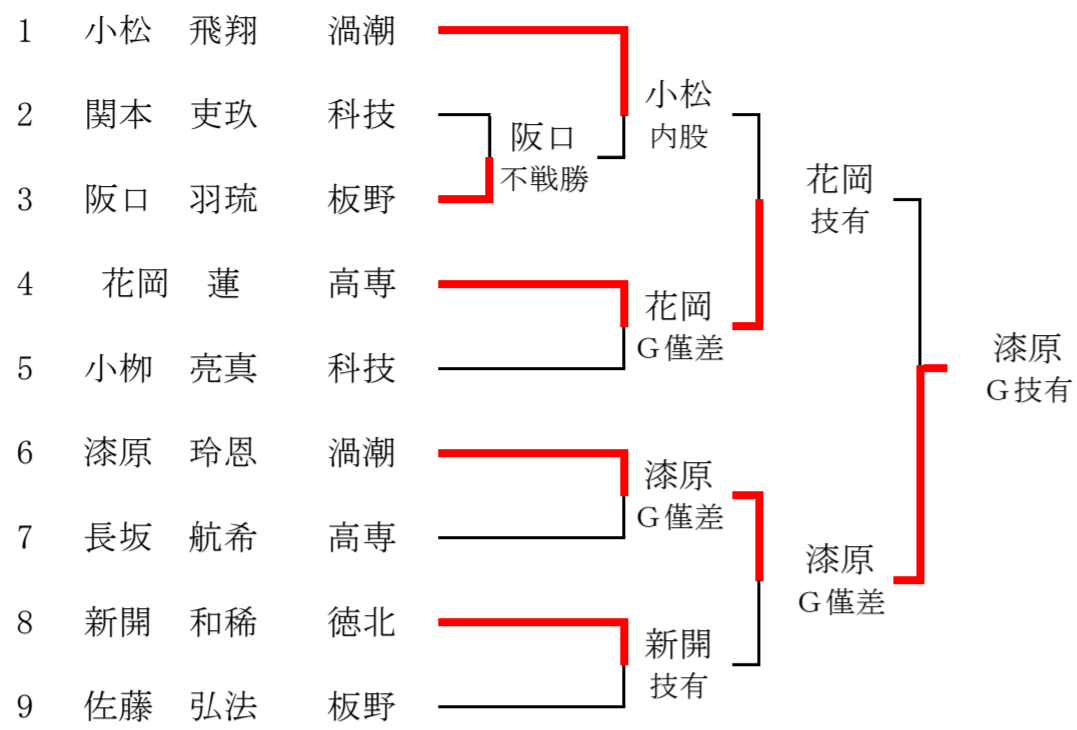 1 小松 飛翔 渦潮
2 関本 吏玖 科技
3 阪口 羽琉 板野
4 花岡 蓮 高専
5 小栁 亮真 科技
6 漆原 玲恩 渦潮
7 長坂 航希 高専
8 新開 和稀 徳北
9 佐藤 弘法 板野
阪口
不戦勝
小松
内股
花岡
G僅差
漆原
G僅差
新開
技有
花岡
技有
漆原
G僅差
漆原
G技有